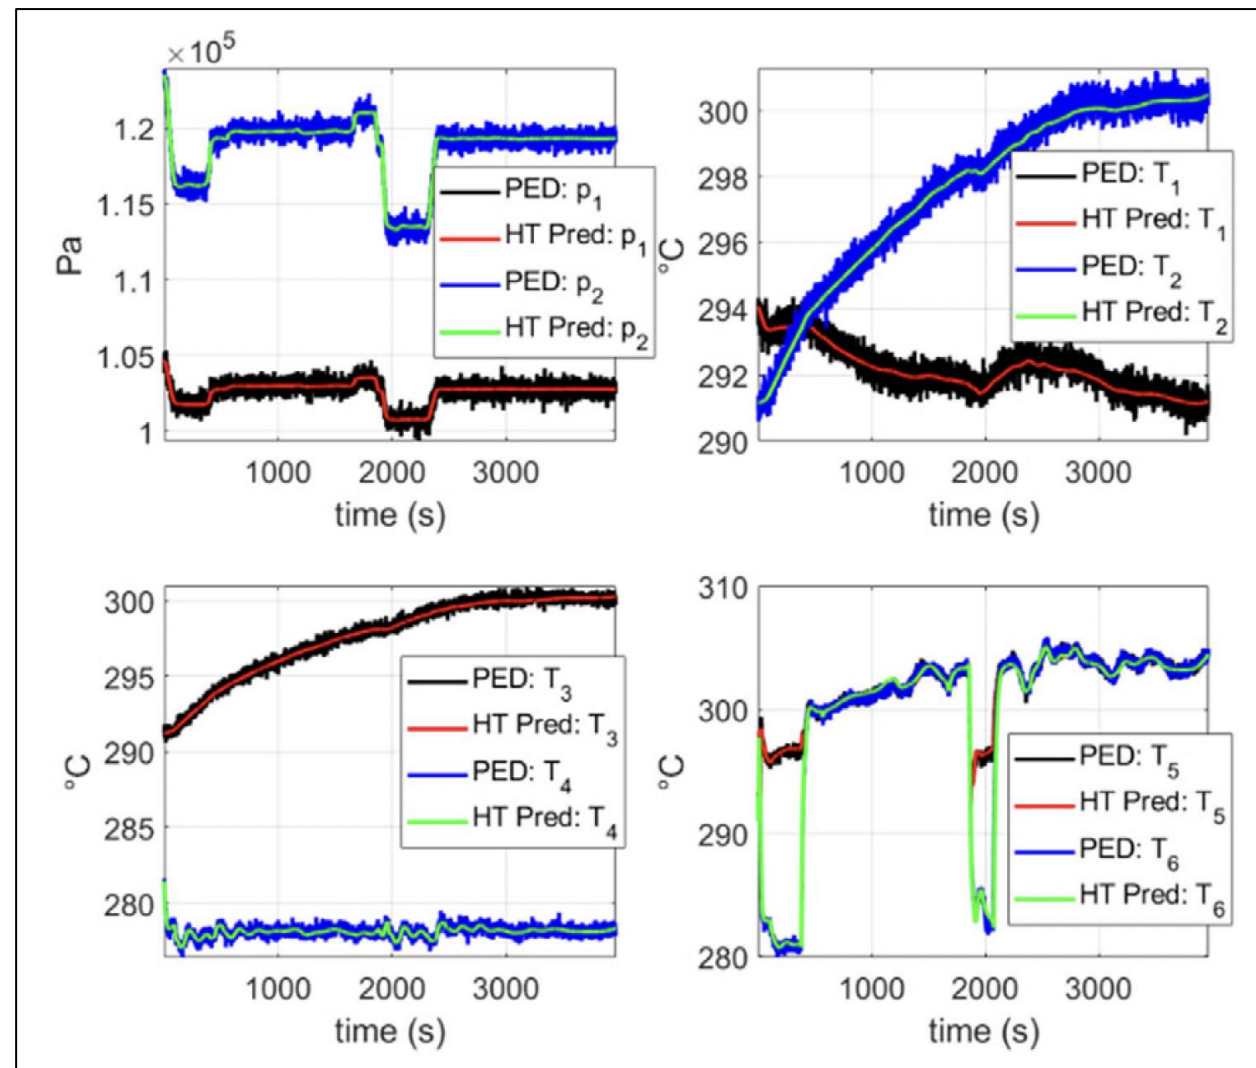 ×10⁵
1.2
1.15
1.1
1.05
1
Pa
1000 2000 3000
time (s)
PED: p₁
HT Pred: p₁
PED: p₂
HT Pred: p₂
300
298
296
294
292
290
°C
1000 2000 3000
time (s)
PED: T₁
HT Pred: T₁
PED: T₂
HT Pred: T₂
300
295
290
285
280
°C
1000 2000 3000
time (s)
PED: T₃
HT Pred: T₃
PED: T₄
HT Pred: T₄
310
300
290
280
°C
1000 2000 3000
time (s)
PED: T₅
HT Pred: T₅
PED: T₆
HT Pred: T₆